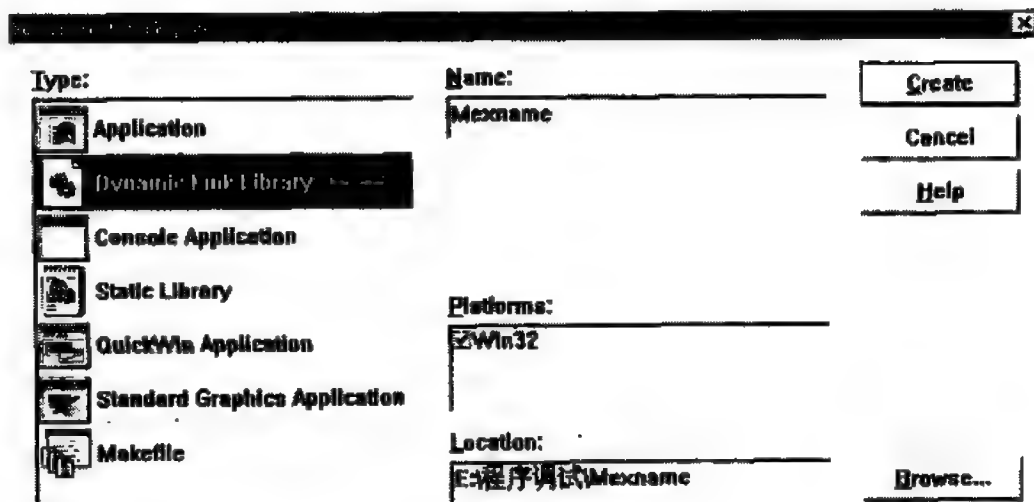 Type:
Application
Dynamic Link Library
Console Application
Static Library
QuickWin Application
Standard Graphics Application
Makefile
Name:
Mexname
Platforms:
Win32
Location:
E:\程序调试\Mexname
Create
Cancel
Help
Browse...